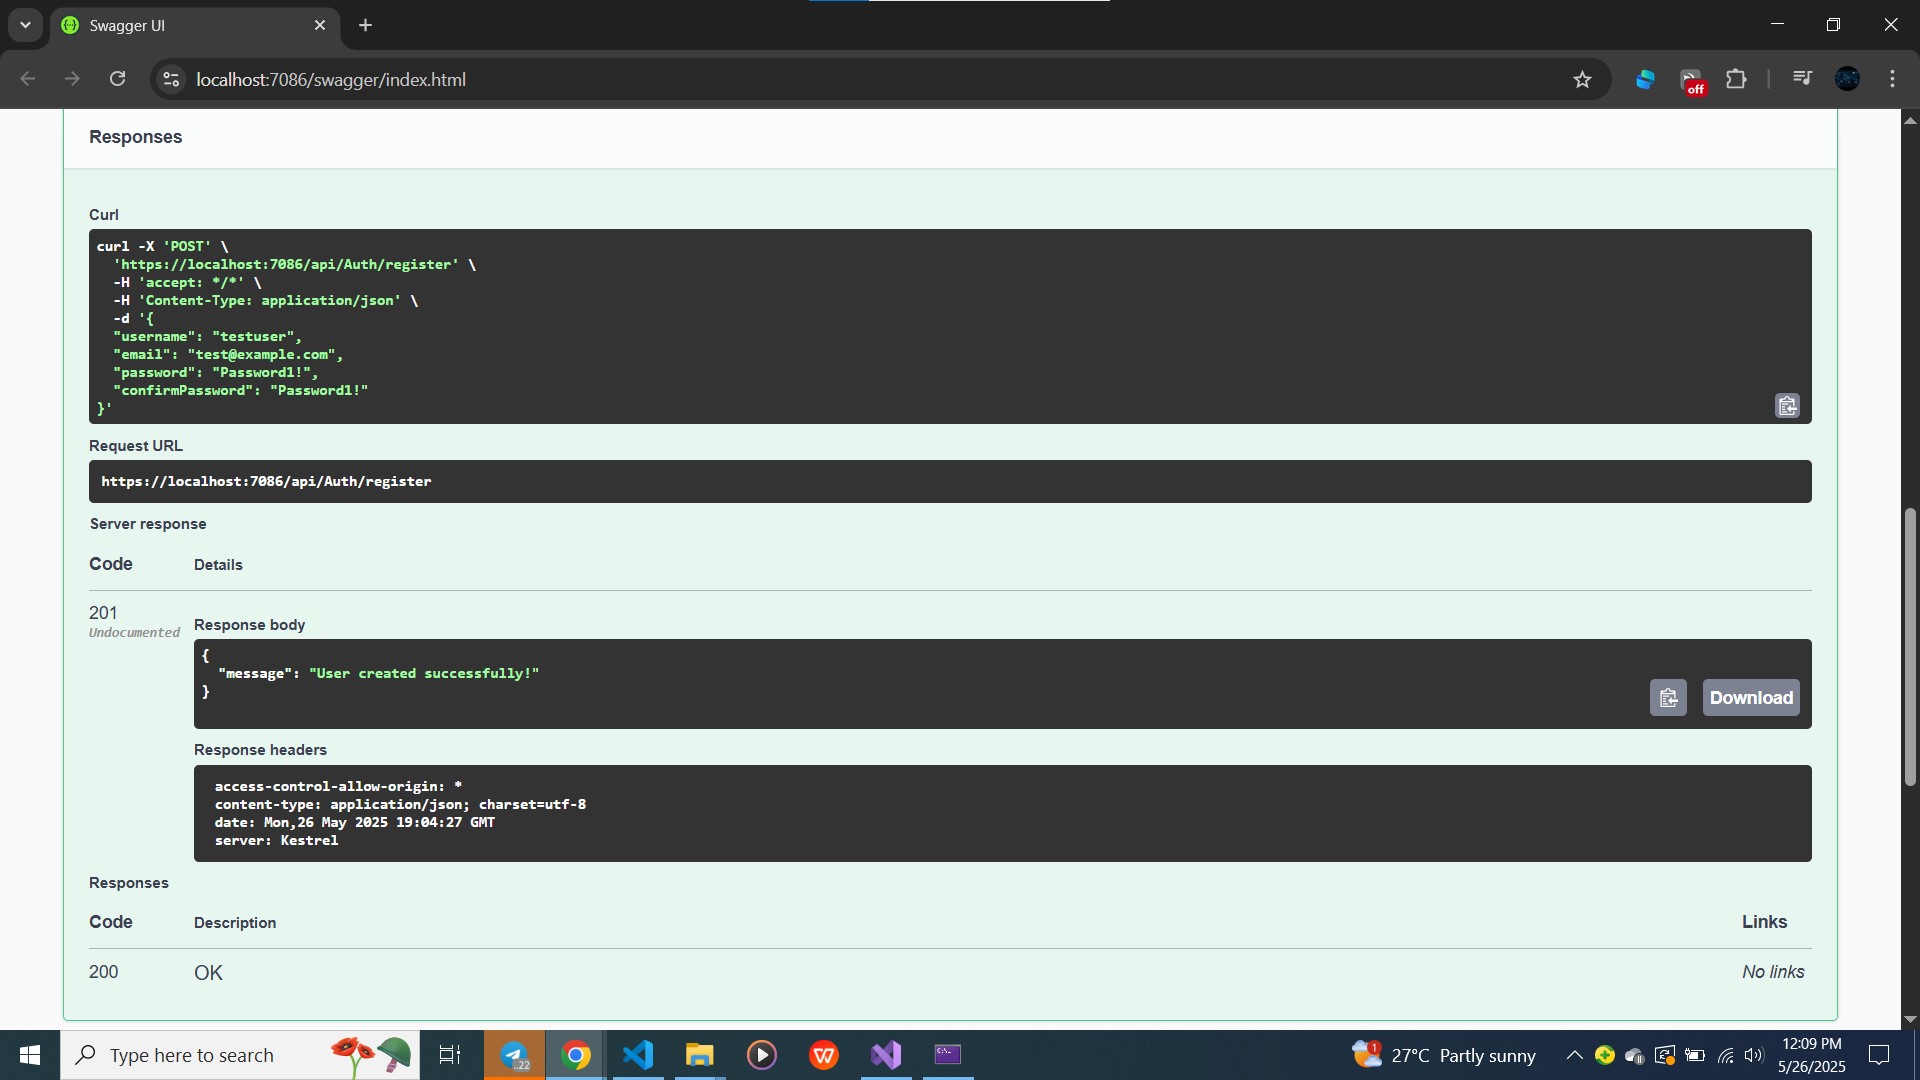 Swagger UI
localhost:7086/swagger/index.html
off
Responses
Curl
curl -X 'POST' \
'https://localhost:7086/api/Auth/register' \
-H 'accept: */*' \
-H 'Content-Type: application/json' \
-d '{
"username": "testuser",
"email": "test@example.com",
"password": "Password1!",
"confirmPassword": "Password1!"
}'
Request URL
https://localhost:7086/api/Auth/register
Server response
Code Details
201
Undocumented
Response body
{
"message": "User created successfully!"
}
Download
Response headers
access-control-allow-origin: *
content-type: application/json; charset=utf-8
date: Mon,26 May 2025 19:04:27 GMT
server: Kestrel
Responses
Code Description Links
200 OK No links
Type here to search
..22
1
27°C Partly sunny
12:09 PM
5/26/2025